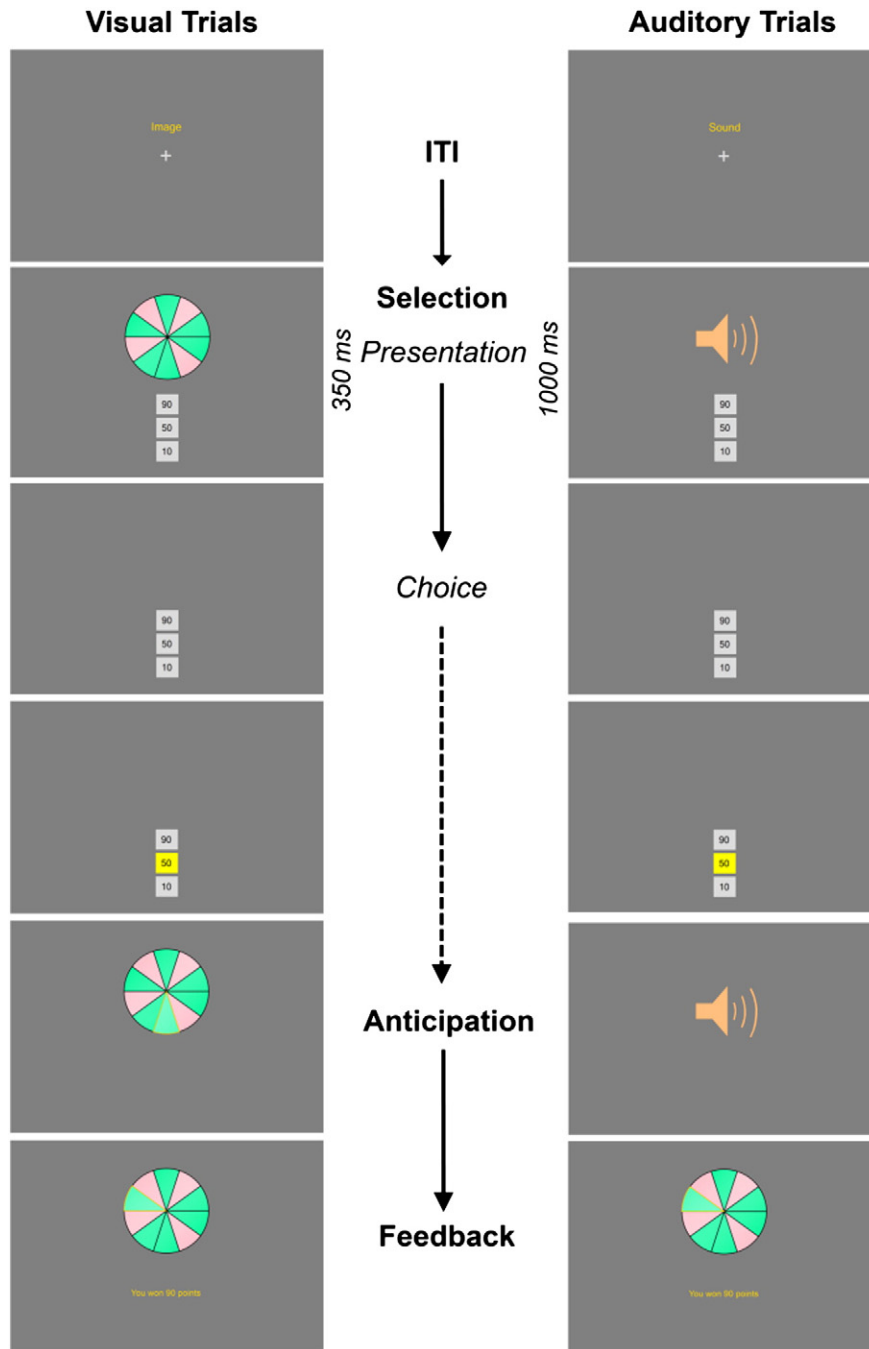 Visual Trials
Auditory Trials
Image
+
ITI
Sound
+
Selection
Presentation
350 ms
1000 ms
90
50
10
90
50
10
Choice
90
50
10
90
50
10
90
50
10
90
50
10
Anticipation
Feedback
You won 90 points
You won 90 points